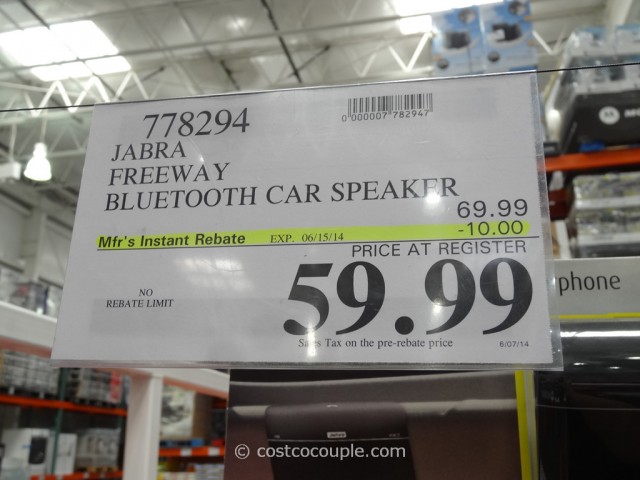 778294
0 000007 782947
JABRA
FREEWAY
BLUETOOTH CAR SPEAKER
69.99
Mfr's Instant Rebate EXP. 06/15/14 -10.00
PRICE AT REGISTER
59.99
NO
REBATE LIMIT
Sales Tax on the pre-rebate price
6/07/14
phone
© costcocouple.com